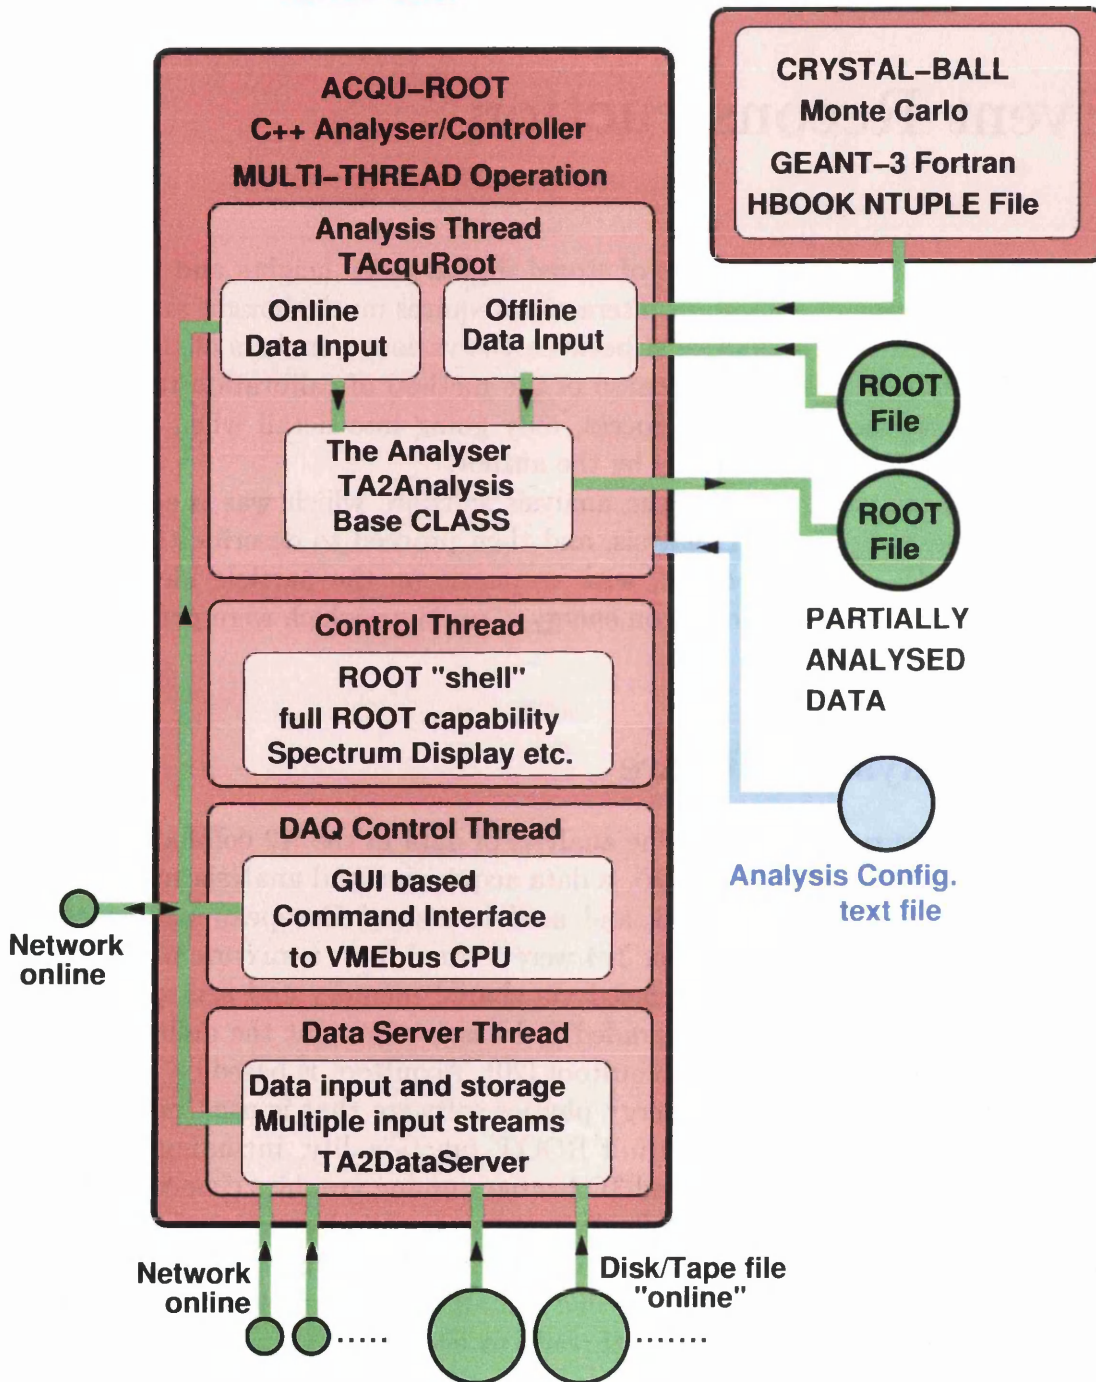 ACQU–ROOT
C++ Analyser/Controller
MULTI–THREAD Operation
Analysis Thread
TAcquRoot
Online
Data Input
Offline
Data Input
The Analyser
TA2Analysis
Base CLASS
Control Thread
ROOT "shell"
full ROOT capability
Spectrum Display etc.
DAQ Control Thread
GUI based
Command Interface
to VMEbus CPU
Data Server Thread
Data input and storage
Multiple input streams
TA2DataServer
CRYSTAL–BALL
Monte Carlo
GEANT–3 Fortran
HBOOK NTUPLE File
ROOT
File
ROOT
File
PARTIALLY
ANALYSED
DATA
Analysis Config.
text file
Network
online
Network
online
Disk/Tape file
"online"